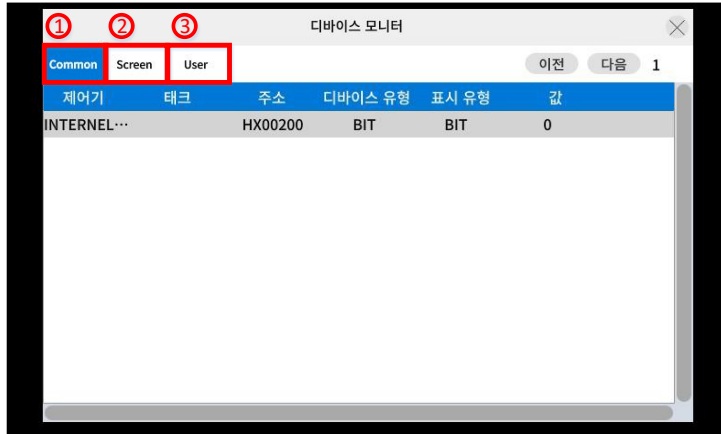 ① ② ③ 디바이스 모니터
Common Screen User 이전 다음 1
제어기 태크 주소 디바이스 유형 표시 유형 값
INTERNEL⋯ HX00200 BIT BIT 0